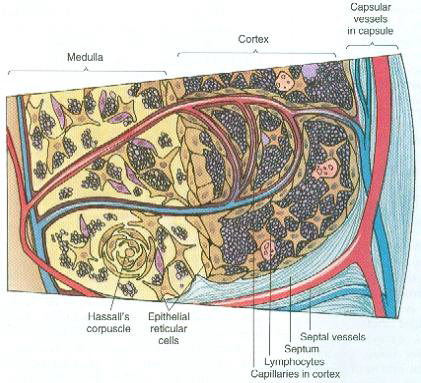 Capsular
vessels
in capsule
Cortex
Medulla
Hassall's
corpuscle
Epithelial
reticular
cells
Septal vessels
Septum
Lymphocytes
Capillaries in cortex